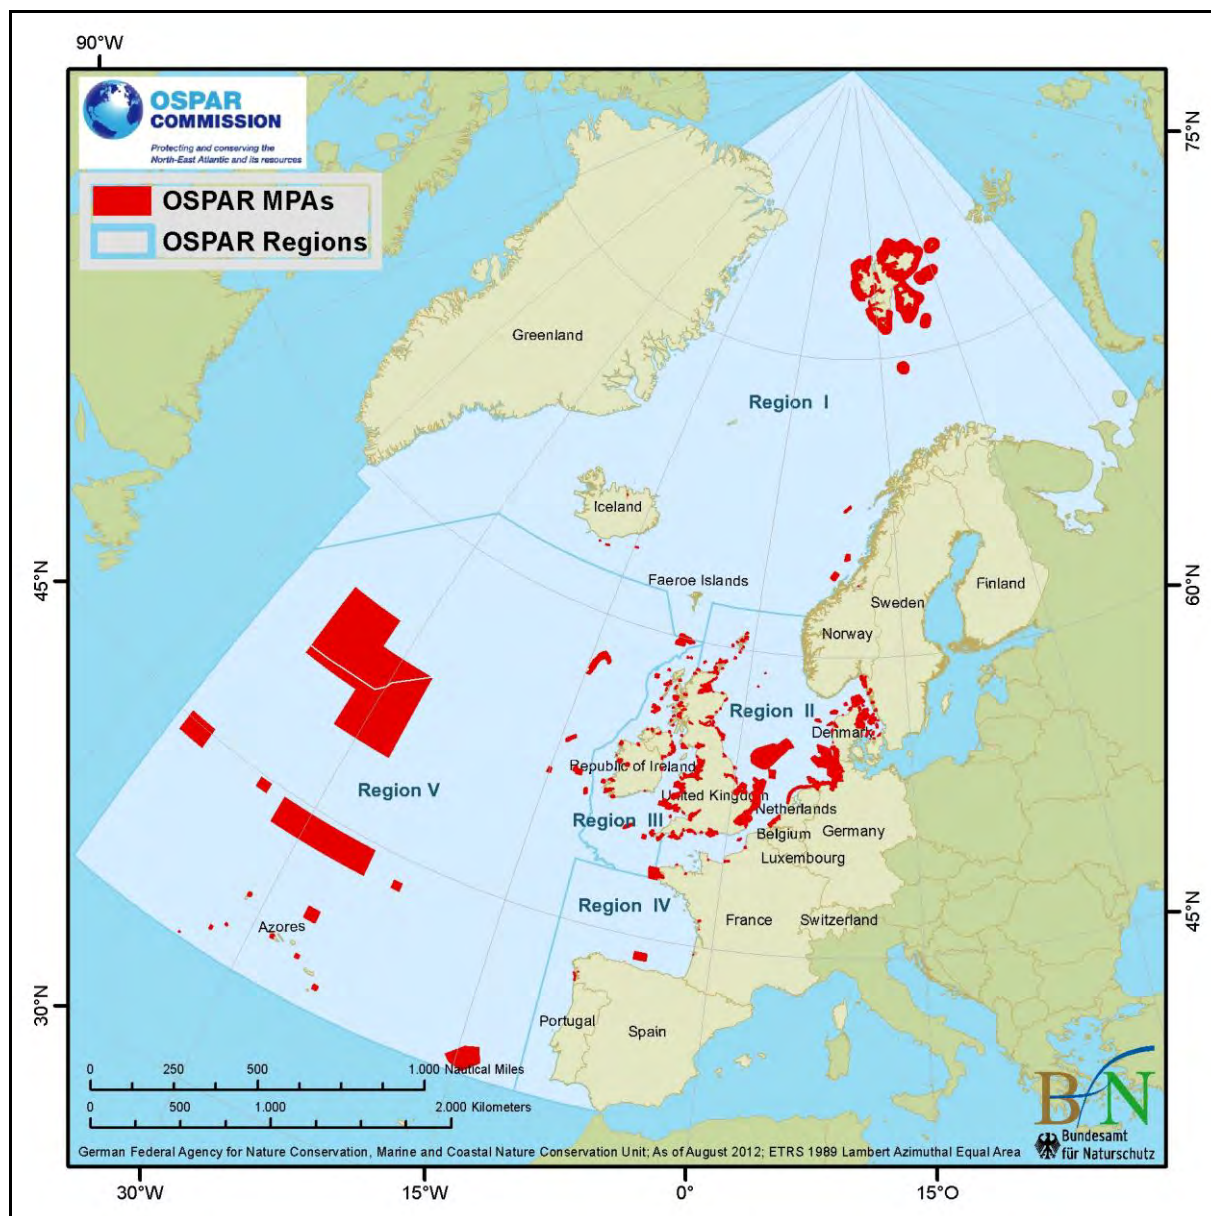 90°W
OSPAR
COMMISSION
Protecting and conserving the
North-East Atlantic and its resources
OSPAR MPAs
OSPAR Regions
75°N
Greenland
Region I
Iceland
45°N
Faeroe Islands
60°N
Finland
Sweden
Norway
Region II
Denmark
Republic of Ireland
Region V
United Kingdom
Netherlands
Region III
Belgium
Germany
Luxembourg
Region IV
France
Switzerland
45°N
Azores
30°N
Portugal
Spain
0 250 500 1.000 Nautical Miles
0 500 1.000 2.000 Kilometers
BfN
Bundesamt
für Naturschutz
German Federal Agency for Nature Conservation, Marine and Coastal Nature Conservation Unit; As of August 2012; ETRS 1989 Lambert Azimuthal Equal Area
30°W 15°W 0° 15°O